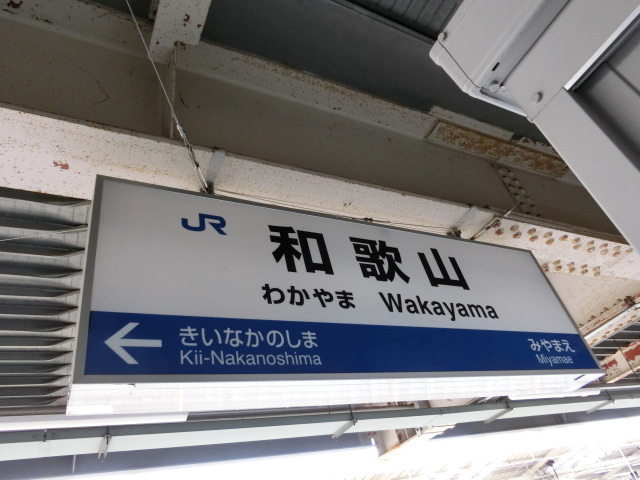 JR 和歌山
わかやま Wakayama
← きいなかのしま
Kii-Nakanoshima
みやまえ
Miyamae